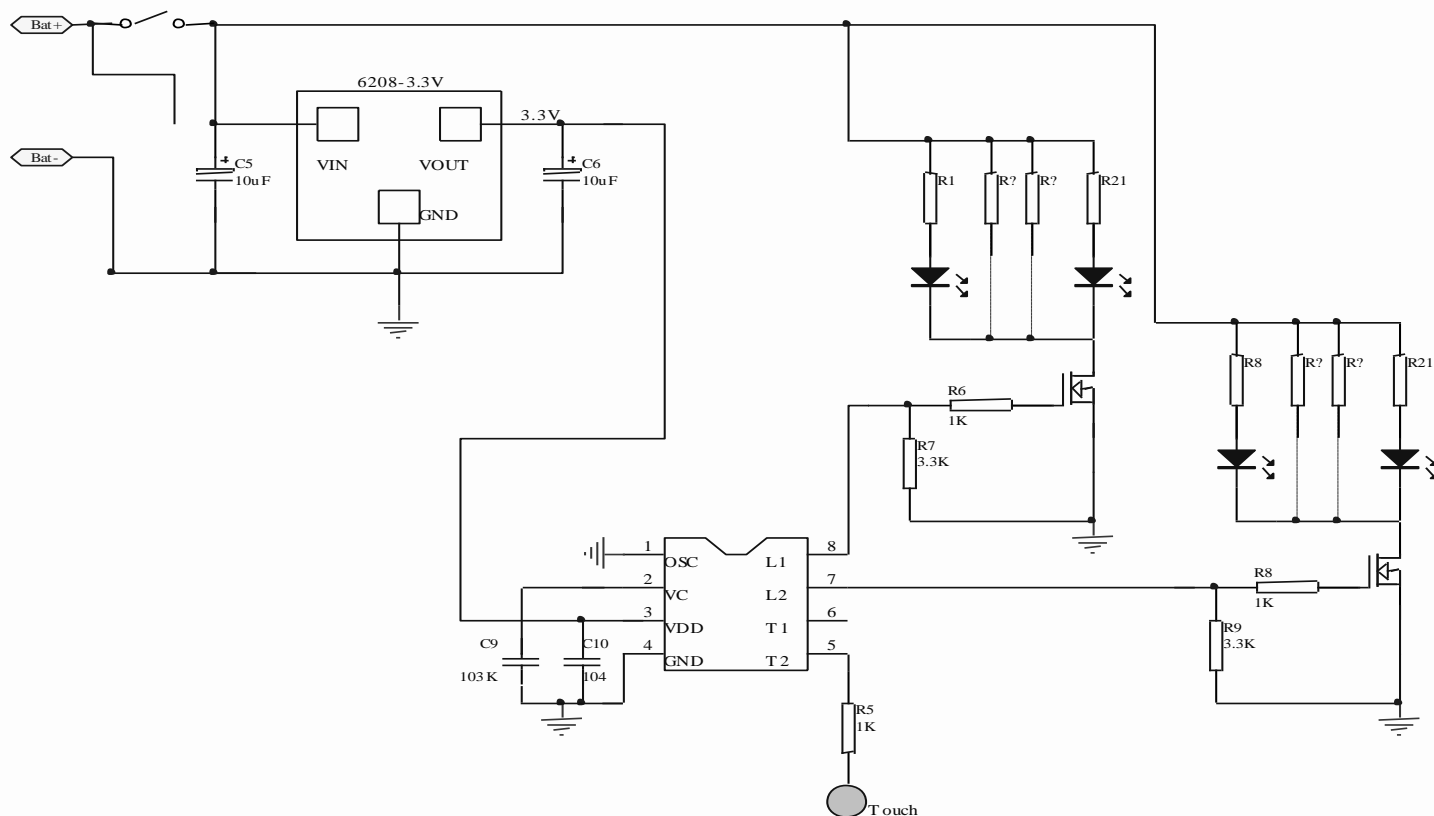 Bat+
6208-3.3V
3.3V
VIN
VOUT
GND
C5
10uF
C6
10uF
Bat-
R1
R?
R?
R21
R8
R?
R?
R21
R6
1K
R7
3.3K
1
OSC
L1
8
2
VC
L2
7
3
VDD
T1
6
4
GND
T2
5
R8
1K
R9
3.3K
C9
103K
C10
104
R5
1K
Touch